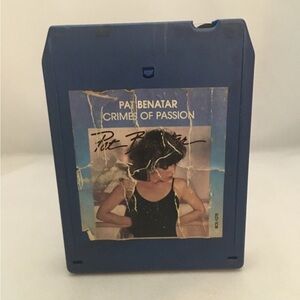 PAT BENATAR
CRIMES OF PASSION
Pat Benatar